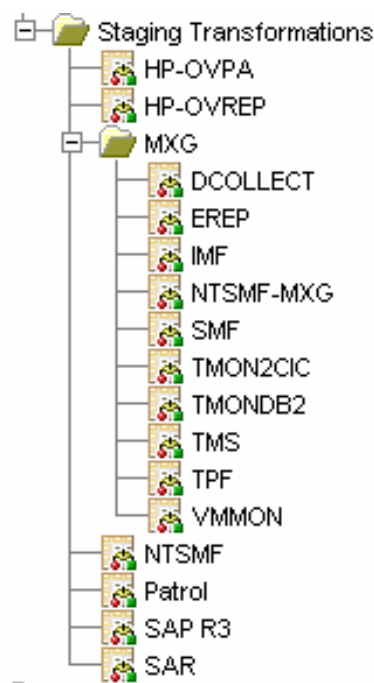 Staging Transformations
HP-OVPA
HP-OVREP
MXG
DCOLLECT
EREP
IMF
NTSMF-MXG
SMF
TMON2CIC
TMONDB2
TMS
TPF
VMMON
NTSMF
Patrol
SAP R3
SAR